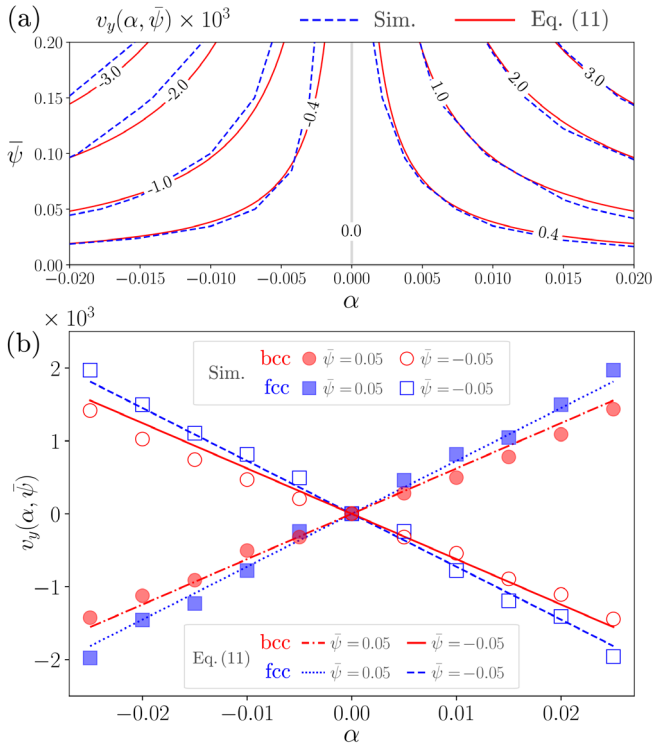 (a) v_y(α, ψ̄) × 10³ Sim. Eq. (11)
0.20
0.15
ψ̄ 0.10
0.05
0.00
-3.0 -2.0 -1.0 -0.4 0.0 0.4 1.0 2.0 3.0
−0.020 −0.015 −0.010 −0.005 0.000 0.005 0.010 0.015 0.020
α
× 10³
(b)
Sim. bcc ψ̄ = 0.05 ψ̄ = −0.05
fcc ψ̄ = 0.05 ψ̄ = −0.05
2
1
0
−1
−2
v_y(α, ψ̄)
Eq. (11) bcc ψ̄ = 0.05 ψ̄ = −0.05
fcc ψ̄ = 0.05 ψ̄ = −0.05
−0.02 −0.01 0.00 0.01 0.02
α